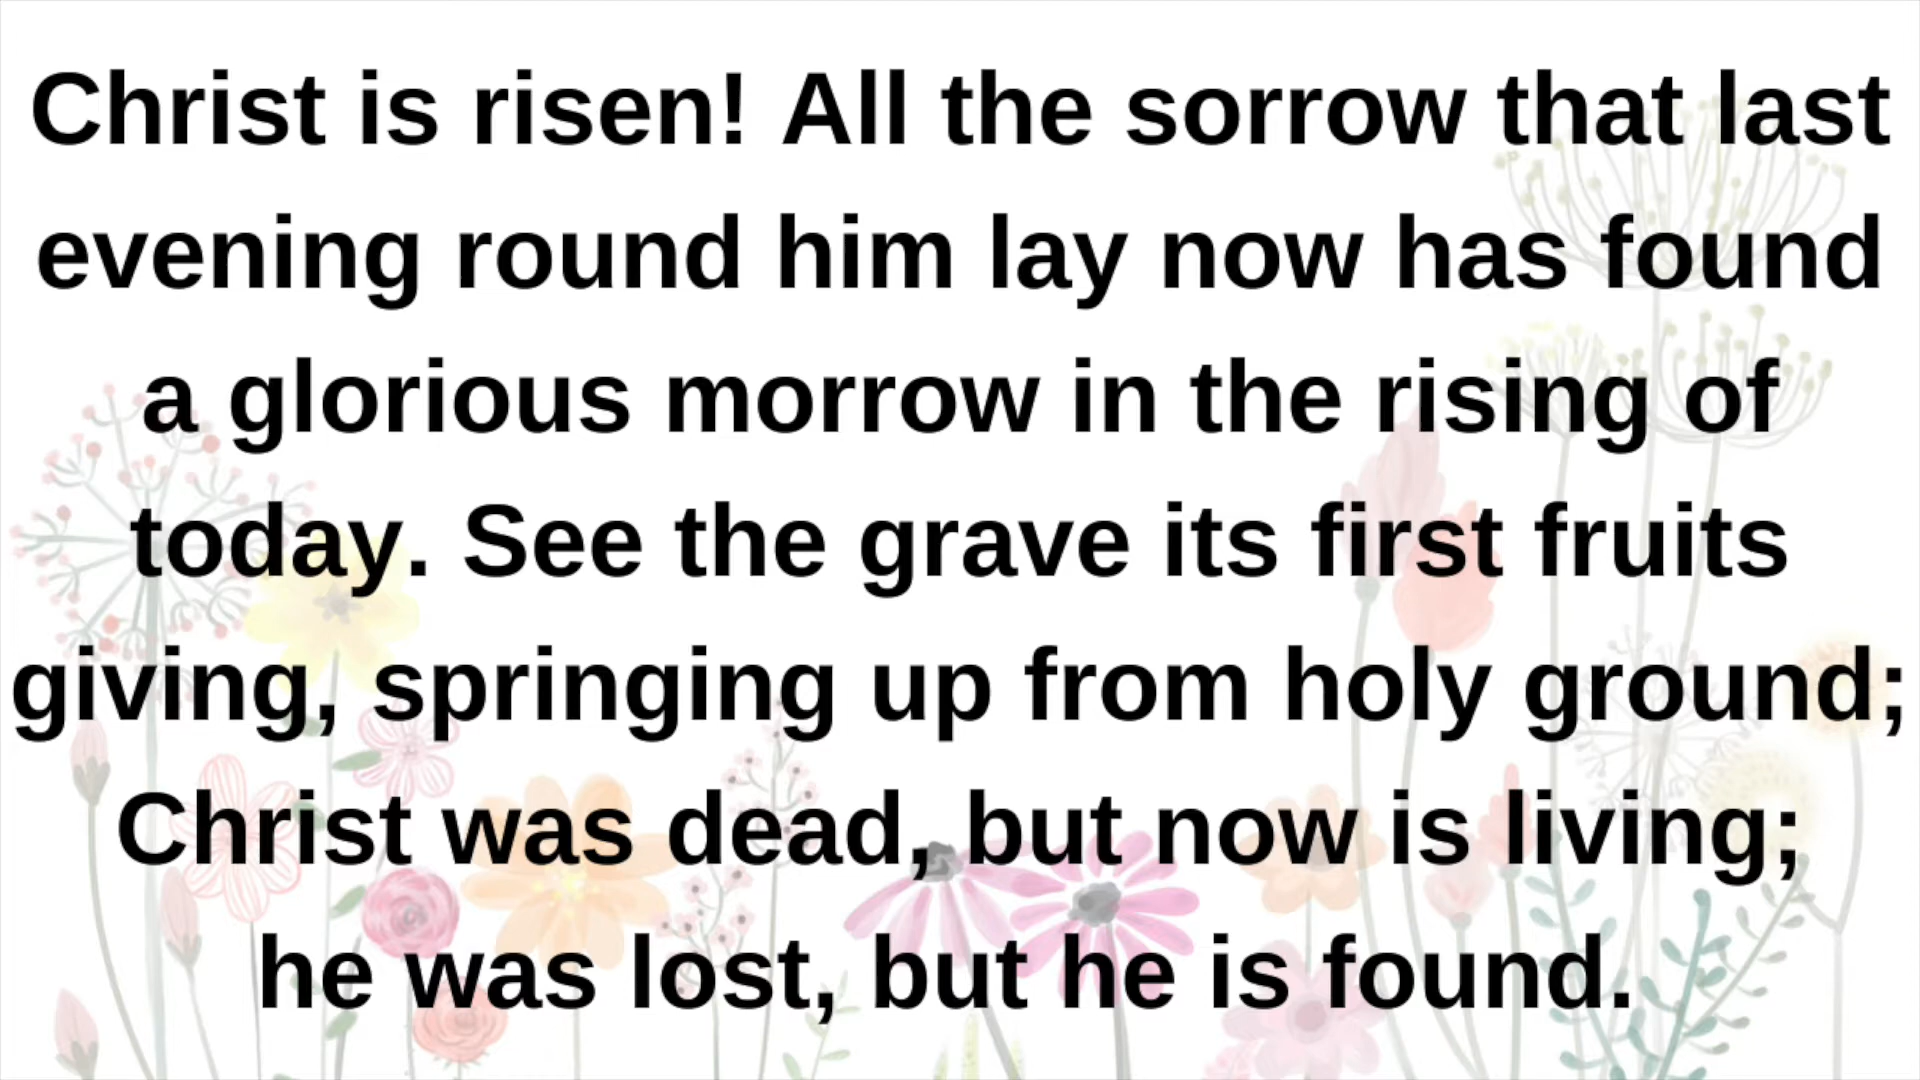 Christ is risen! All the sorrow that last
evening round him lay now has found
a glorious morrow in the rising of
today. See the grave its first fruits
giving, springing up from holy ground;
Christ was dead, but now is living;
he was lost, but he is found.